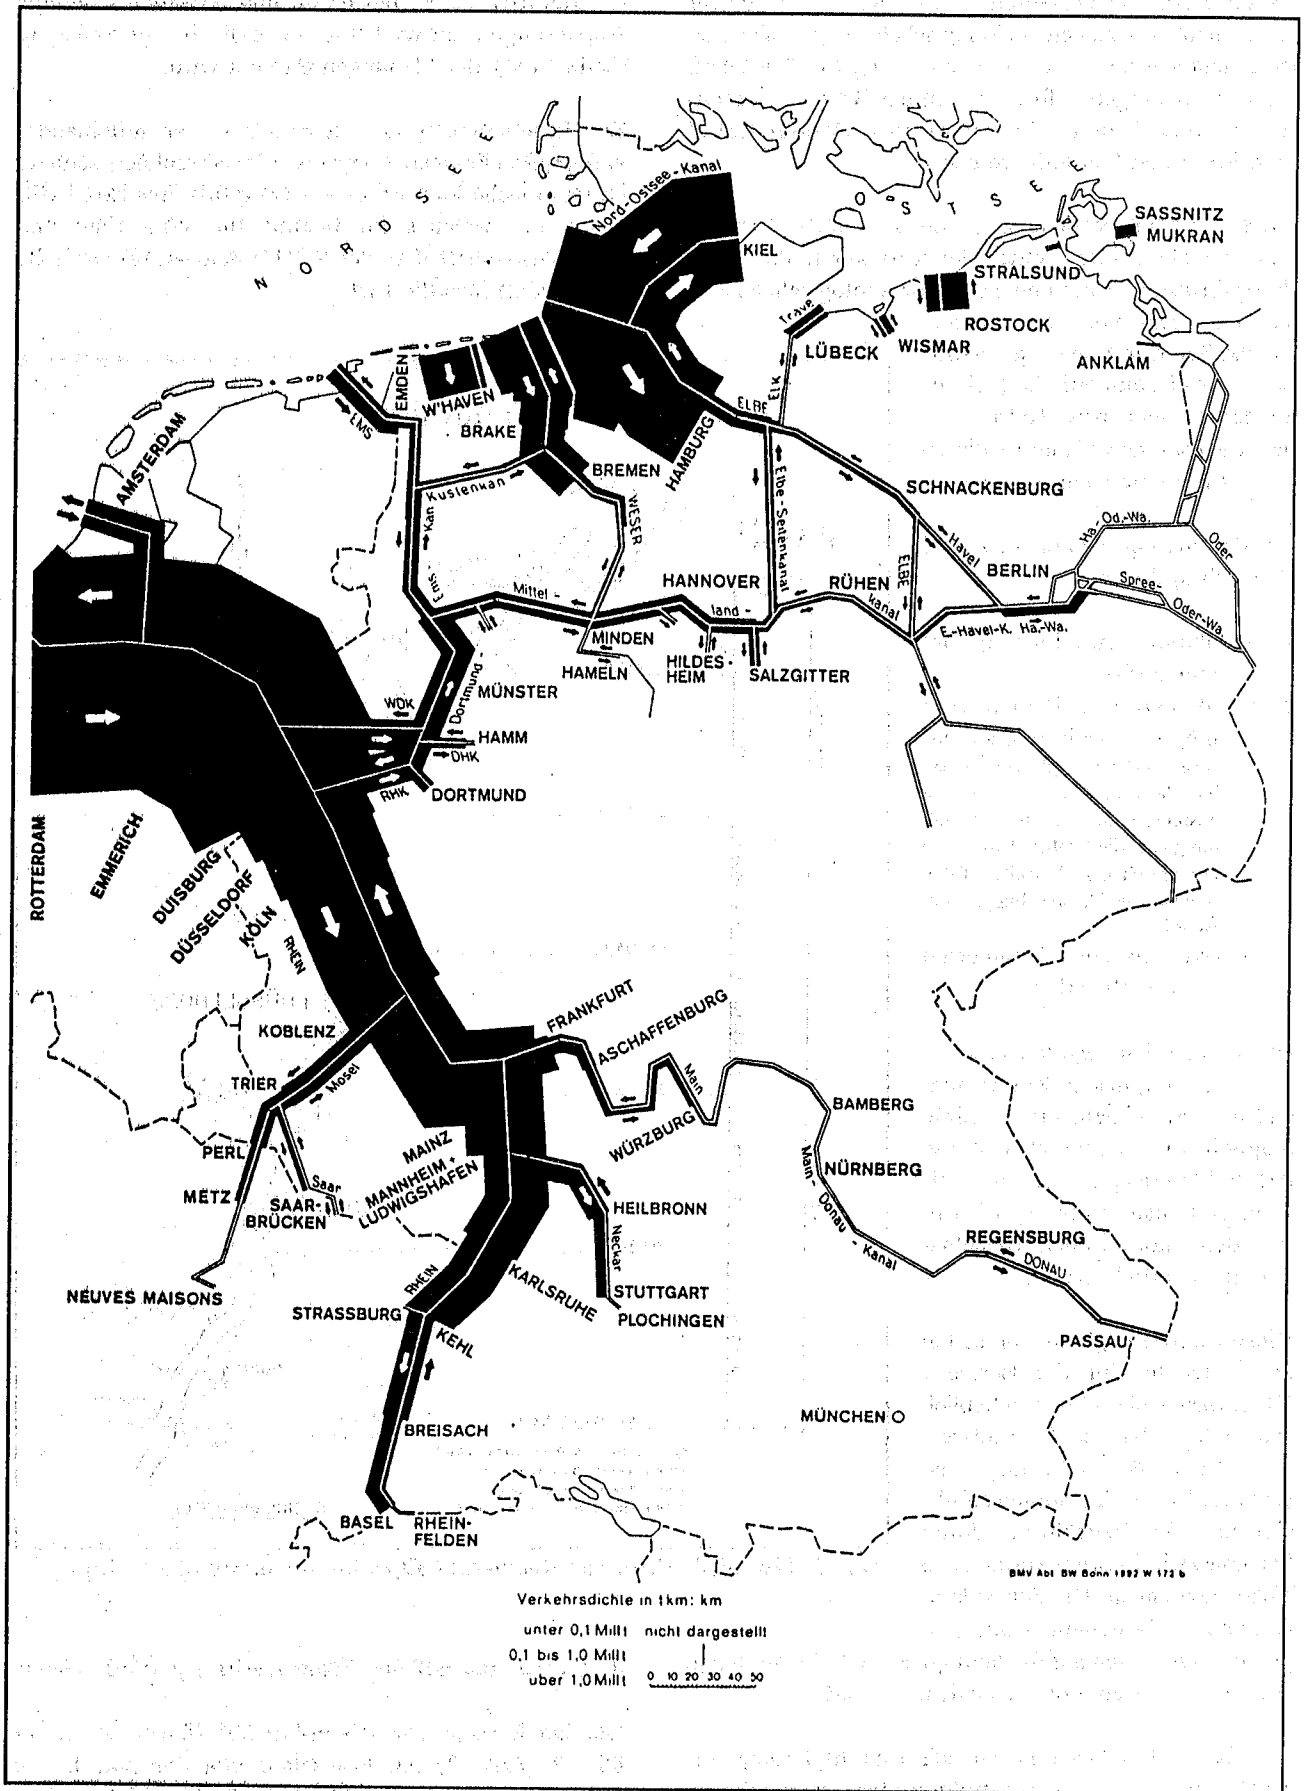 NORDSEE
OSTSEE
Nord-Ostsee-Kanal
KIEL
SASSNITZ
MUKRAN
STRALSUND
ROSTOCK
Trave
LÜBECK
WISMAR
ANKLAM
EMDEN
EMS
W'HAVEN
BRAKE
ELK
ELBE
HAMBURG
AMSTERDAM
BREMEN
Küstenkan
WESER
Elbe-Seitenkanal
SCHNACKENBURG
Havel
Ha.-Od.-Wa.
Oder
BERLIN
Spree-
Oder-Wa.
Ems-
Kan
Mittel-
HANNOVER
land-
RÜHEN
kanal
ELBE
E.-Havel-K.
Ha.-Wa.
MINDEN
HAMELN
HILDES-
HEIM
SALZGITTER
Dortmund-
MÜNSTER
WDK
HAMM
DHK
RHK
DORTMUND
ROTTERDAM
EMMERICH
DUISBURG
DÜSSELDORF
KÖLN
RHEIN
KOBLENZ
FRANKFURT
ASCHAFFENBURG
TRIER
Mosel
Main
WÜRZBURG
BAMBERG
PERL
MAINZ
MANNHEIM+
LUDWIGSHAFEN
NÜRNBERG
Main-
Donau
-Kanal
METZ
Saar
SAAR-
BRÜCKEN
HEILBRONN
Neckar
REGENSBURG
DONAU
NEUVES MAISONS
RHEIN
KARLSRUHE
STUTTGART
PLOCHINGEN
STRASSBURG
KEHL
PASSAU
MÜNCHEN
BREISACH
BASEL
RHEIN-
FELDEN
BMV Abt BW Bonn 1992 W 172 b
Verkehrsdichte in tkm: km
unter 0,1 Mill t nicht dargestellt
0,1 bis 1,0 Mill t
über 1,0 Mill t 0 10 20 30 40 50